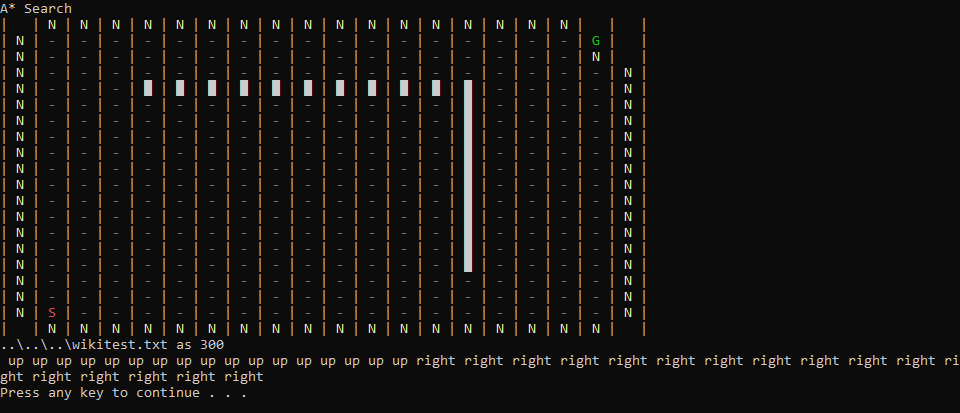 A* Search
|   | N | N | N | N | N | N | N | N | N | N | N | N | N | N | N | N | N |   |   |
| N | - | - | - | - | - | - | - | - | - | - | - | - | - | - | - | - | - | G |   |
| N | - | - | - | - | - | - | - | - | - | - | - | - | - | - | - | - | - | N |   |
| N | - | - | - | - | - | - | - | - | - | - | - | - | - | - | - | - | - | - | N |
| N | - | - | - | █ | █ | █ | █ | █ | █ | █ | █ | █ | █ | █ | - | - | - | - | N |
| N | - | - | - | - | - | - | - | - | - | - | - | - | - | █ | - | - | - | - | N |
| N | - | - | - | - | - | - | - | - | - | - | - | - | - | █ | - | - | - | - | N |
| N | - | - | - | - | - | - | - | - | - | - | - | - | - | █ | - | - | - | - | N |
| N | - | - | - | - | - | - | - | - | - | - | - | - | - | █ | - | - | - | - | N |
| N | - | - | - | - | - | - | - | - | - | - | - | - | - | █ | - | - | - | - | N |
| N | - | - | - | - | - | - | - | - | - | - | - | - | - | █ | - | - | - | - | N |
| N | - | - | - | - | - | - | - | - | - | - | - | - | - | █ | - | - | - | - | N |
| N | - | - | - | - | - | - | - | - | - | - | - | - | - | █ | - | - | - | - | N |
| N | - | - | - | - | - | - | - | - | - | - | - | - | - | █ | - | - | - | - | N |
| N | - | - | - | - | - | - | - | - | - | - | - | - | - | █ | - | - | - | - | N |
| N | - | - | - | - | - | - | - | - | - | - | - | - | - | █ | - | - | - | - | N |
| N | - | - | - | - | - | - | - | - | - | - | - | - | - | - | - | - | - | - | N |
| N | - | - | - | - | - | - | - | - | - | - | - | - | - | - | - | - | - | - | N |
| N | S | - | - | - | - | - | - | - | - | - | - | - | - | - | - | - | - | - | N |
|   | N | N | N | N | N | N | N | N | N | N | N | N | N | N | N | N | N | N |   |
..\..\..\wikitest.txt as 300
 up up up up up up up up up up up up up up up up up right right right right right right right right right right right ri
ght right right right right right
Press any key to continue . . .